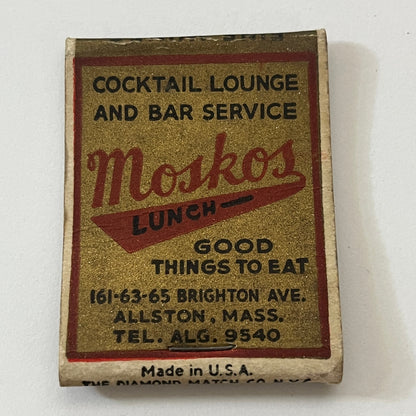 COCKTAIL LOUNGE
AND BAR SERVICE
Moskos
LUNCH
GOOD
THINGS TO EAT
161-63-65 BRIGHTON AVE.
ALLSTON, MASS.
TEL. ALG. 9540
Made in U.S.A.
THE DIAMOND MATCH CO. N.Y.C.